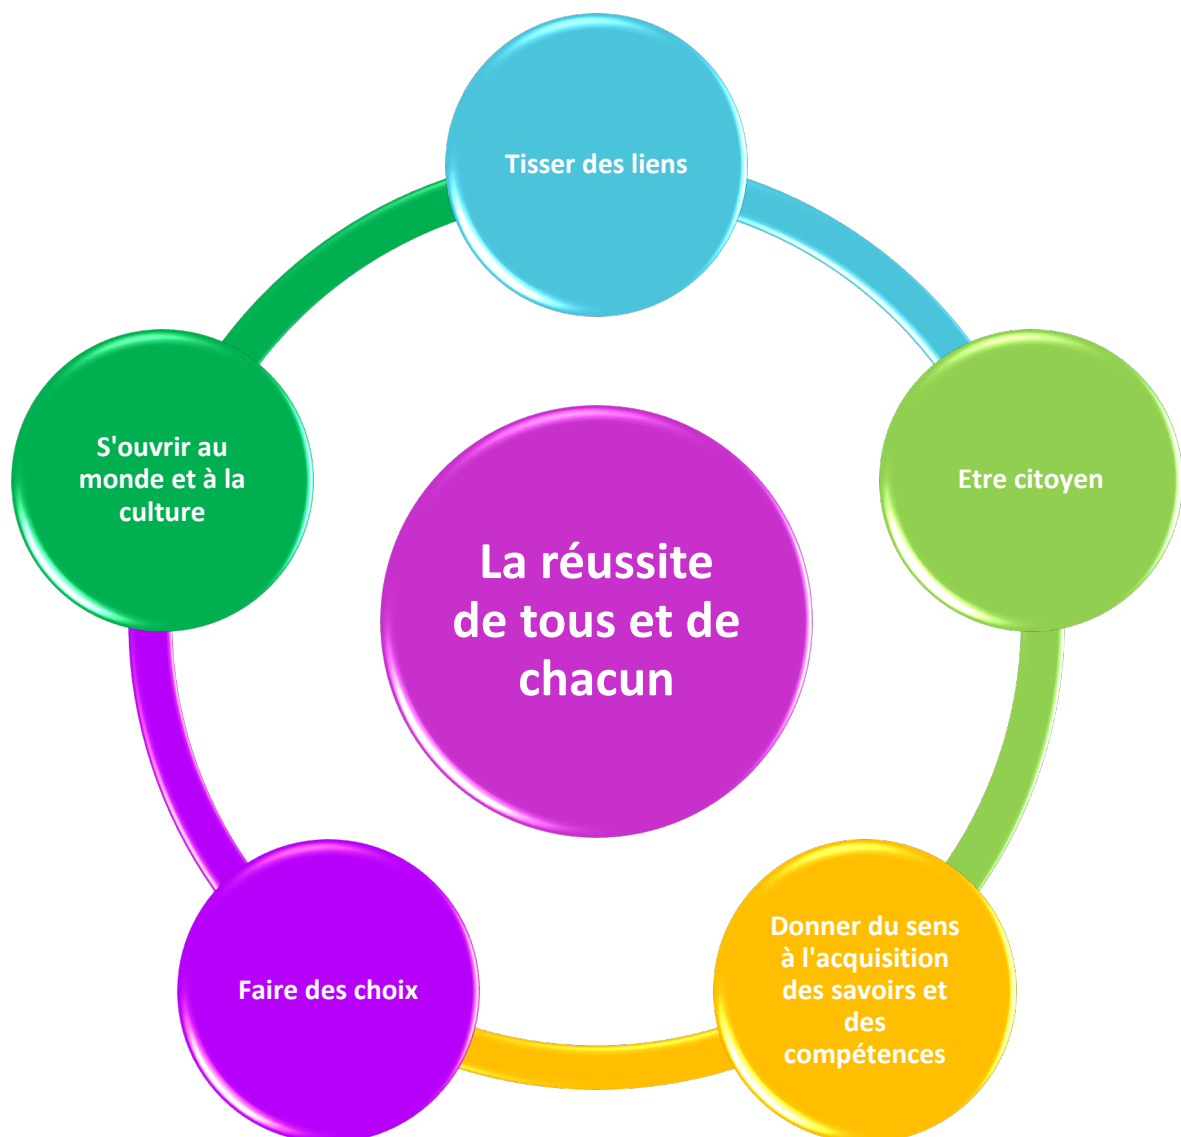 Tisser des liens
Etre citoyen
Donner du sens
à l'acquisition
des savoirs et
des
compétences
Faire des choix
S'ouvrir au
monde et à la
culture
La réussite
de tous et de
chacun